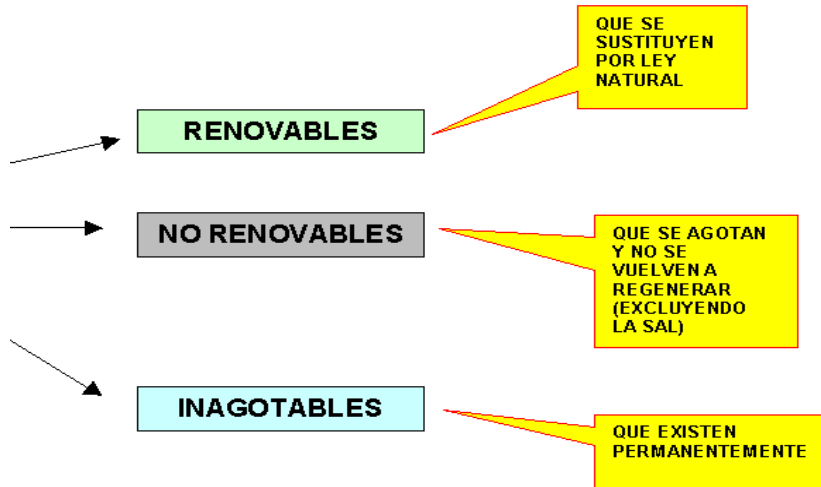 QUE SE
SUSTITUYEN
POR LEY
NATURAL
RENOVABLES
NO RENOVABLES
QUE SE AGOTAN
Y NO SE
VUELVEN A
REGENERAR
(EXCLUYENDO
LA SAL)
INAGOTABLES
QUE EXISTEN
PERMANENTEMENTE